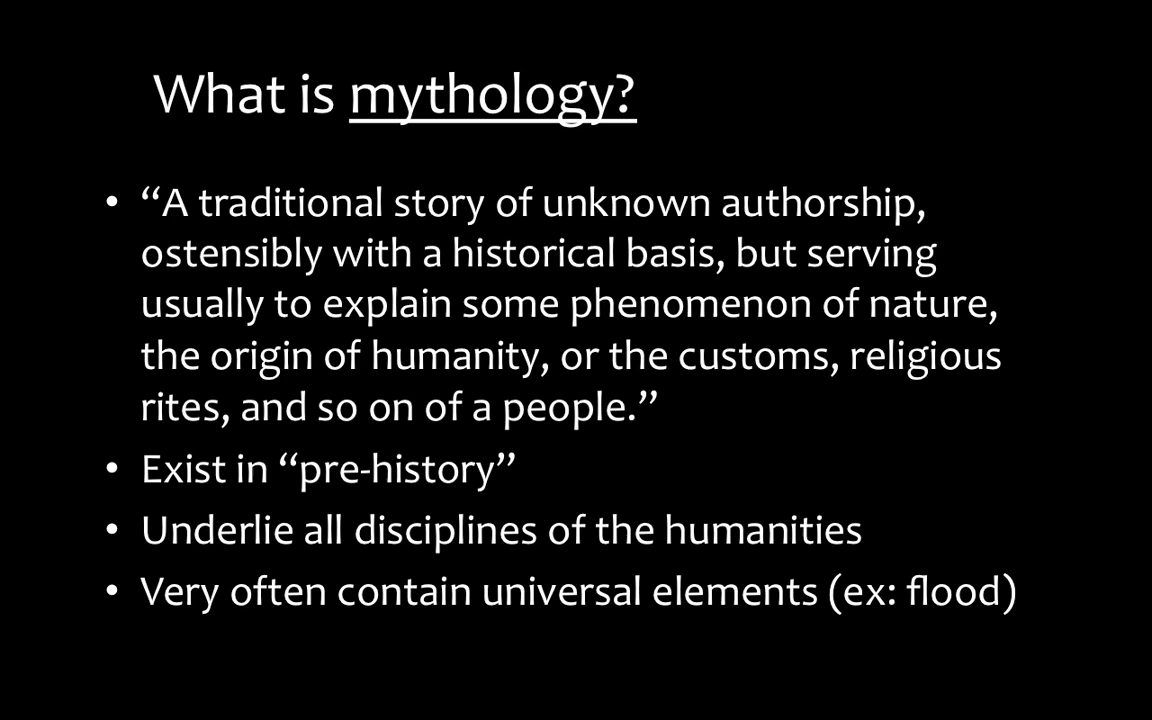 What is mythology?
• “A traditional story of unknown authorship,
ostensibly with a historical basis, but serving
usually to explain some phenomenon of nature,
the origin of humanity, or the customs, religious
rites, and so on of a people.”
• Exist in “pre-history”
• Underlie all disciplines of the humanities
• Very often contain universal elements (ex: flood)